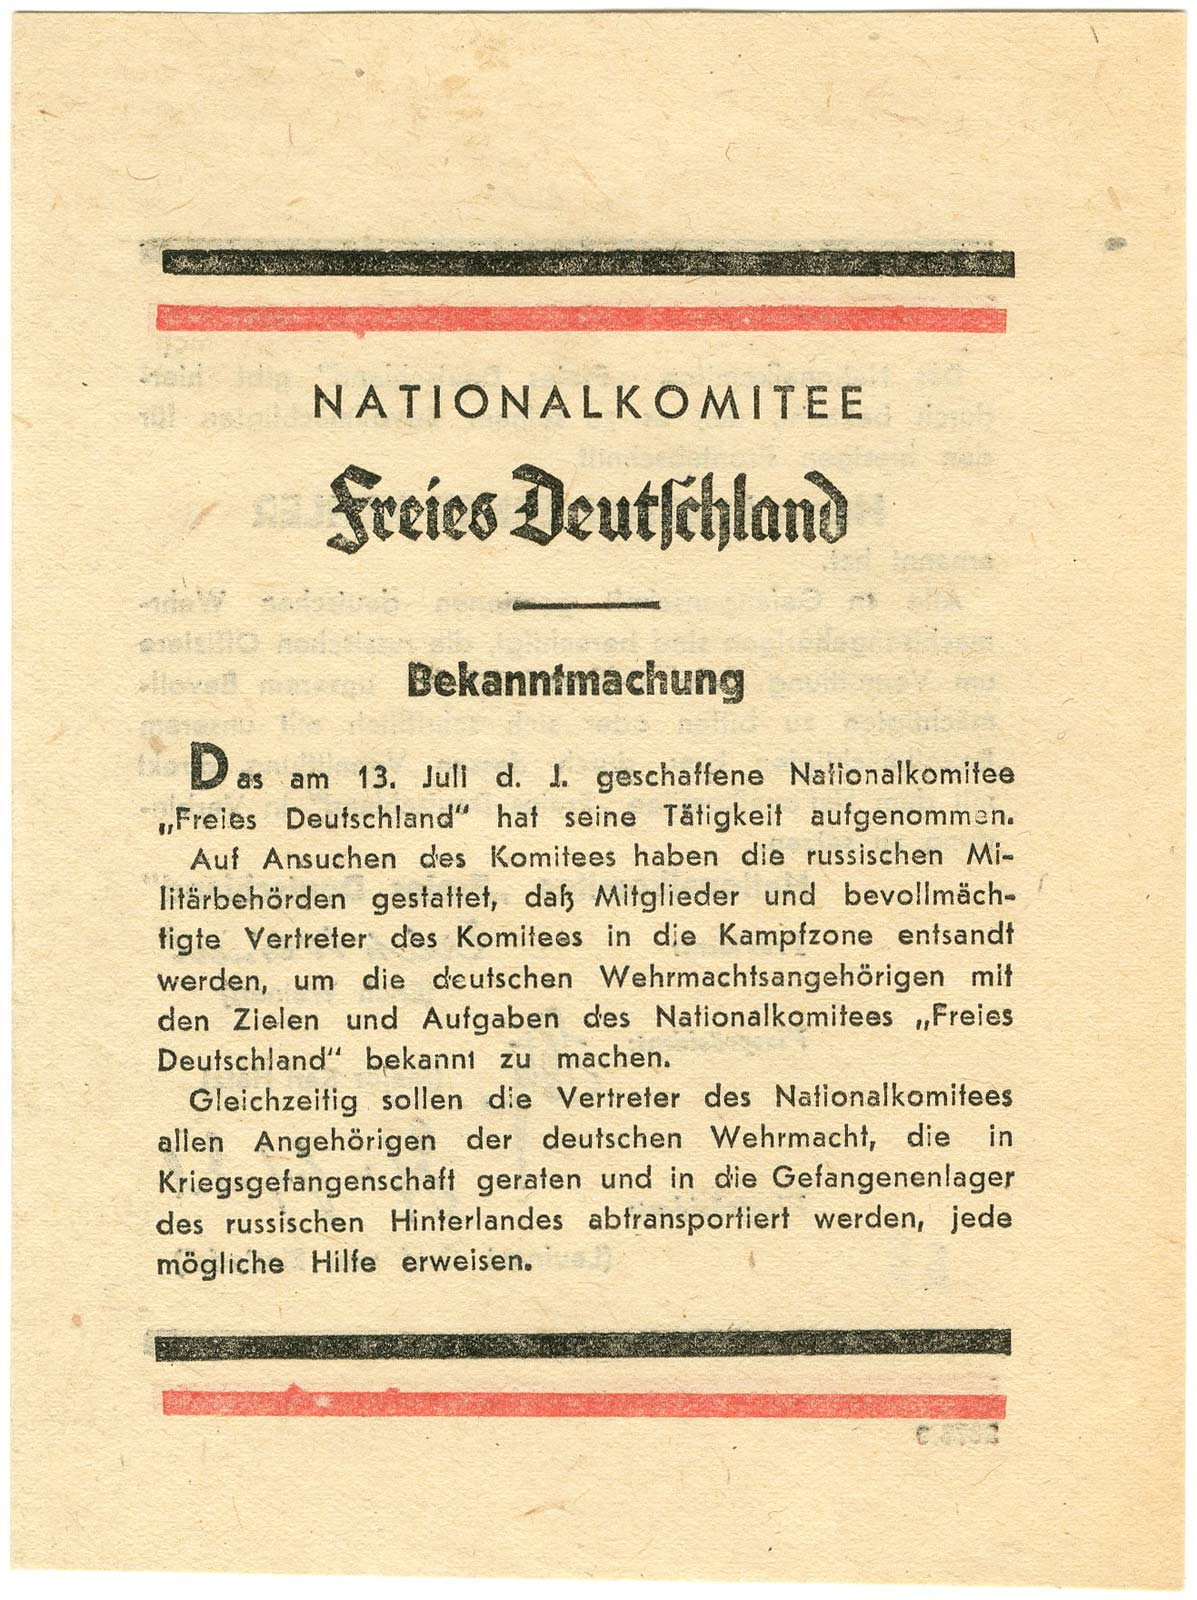 NATIONALKOMITEE
Freies Deutschland
Bekanntmachung
Das am 13. Juli d. J. geschaffene Nationalkomitee
„Freies Deutschland“ hat seine Tätigkeit aufgenommen.
Auf Ansuchen des Komitees haben die russischen Mi-
litärbehörden gestattet, daß Mitglieder und bevollmäch-
tigte Vertreter des Komitees in die Kampfzone entsandt
werden, um die deutschen Wehrmachtsangehörigen mit
den Zielen und Aufgaben des Nationalkomitees „Freies
Deutschland“ bekannt zu machen.
Gleichzeitig sollen die Vertreter des Nationalkomitees
allen Angehörigen der deutschen Wehrmacht, die in
Kriegsgefangenschaft geraten und in die Gefangenenlager
des russischen Hinterlandes abtransportiert werden, jede
mögliche Hilfe erweisen.